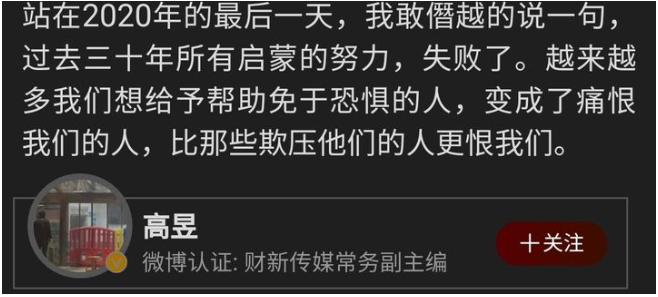 站在2020年的最后一天，我敢僭越的说一句，
过去三十年所有启蒙的努力，失败了。越来越
多我们想给予帮助免于恐惧的人，变成了痛恨
我们的人，比那些欺压他们的人更恨我们。
高昱
微博认证: 财新传媒常务副主编
＋关注